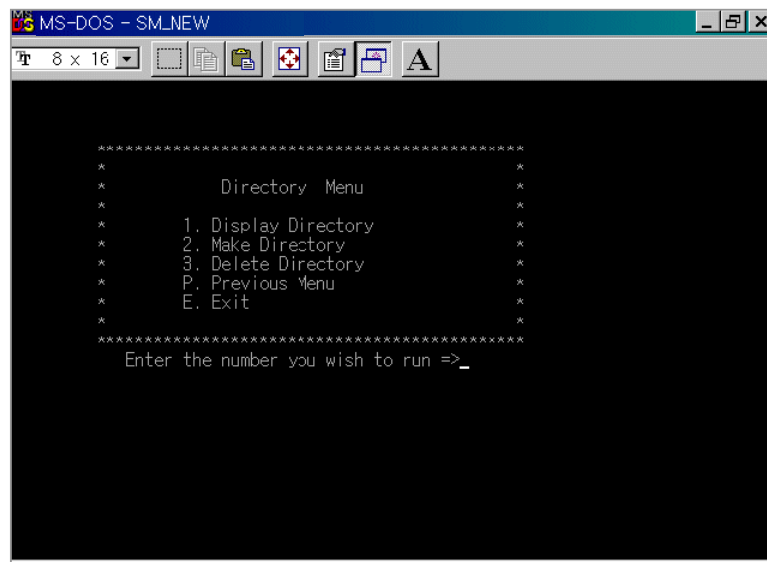 MS-DOS - SM_NEW
8 x 16
A
*********************************************
*
*
* Directory Menu *
*
*
* 1. Display Directory *
* 2. Make Directory *
* 3. Delete Directory *
* P. Previous Menu *
* E. Exit *
*
*
*********************************************
Enter the number you wish to run =>_